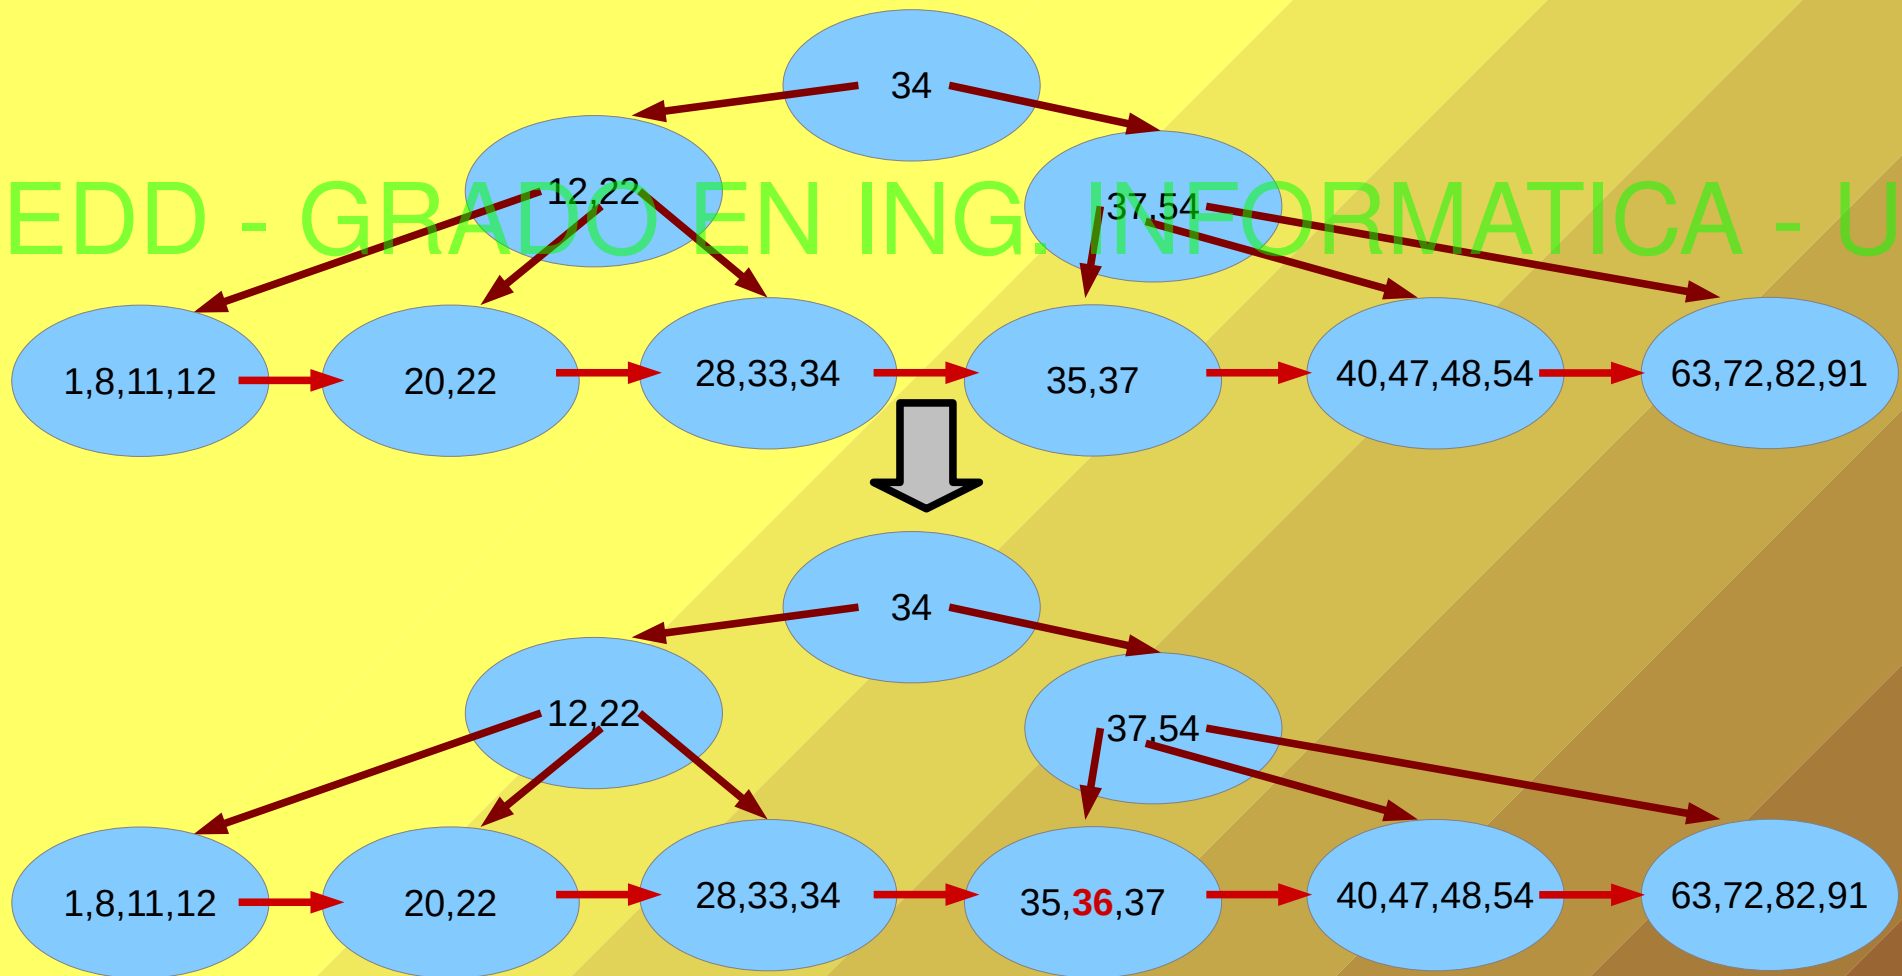 34
12,22
37,54
EDD - GRADO EN ING. INFORMATICA - U
1,8,11,12 20,22 28,33,34 35,37 40,47,48,54 63,72,82,91
34
12,22
37,54
1,8,11,12 20,22 28,33,34 35,36,37 40,47,48,54 63,72,82,91